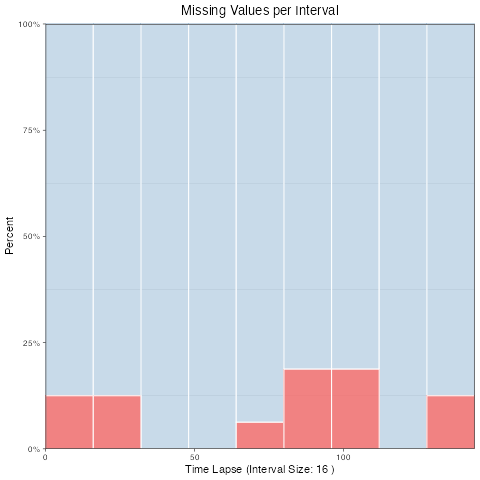 Missing Values per Interval
100%
75%
50%
25%
0%
Percent
0
50
100
Time Lapse (Interval Size: 16 )